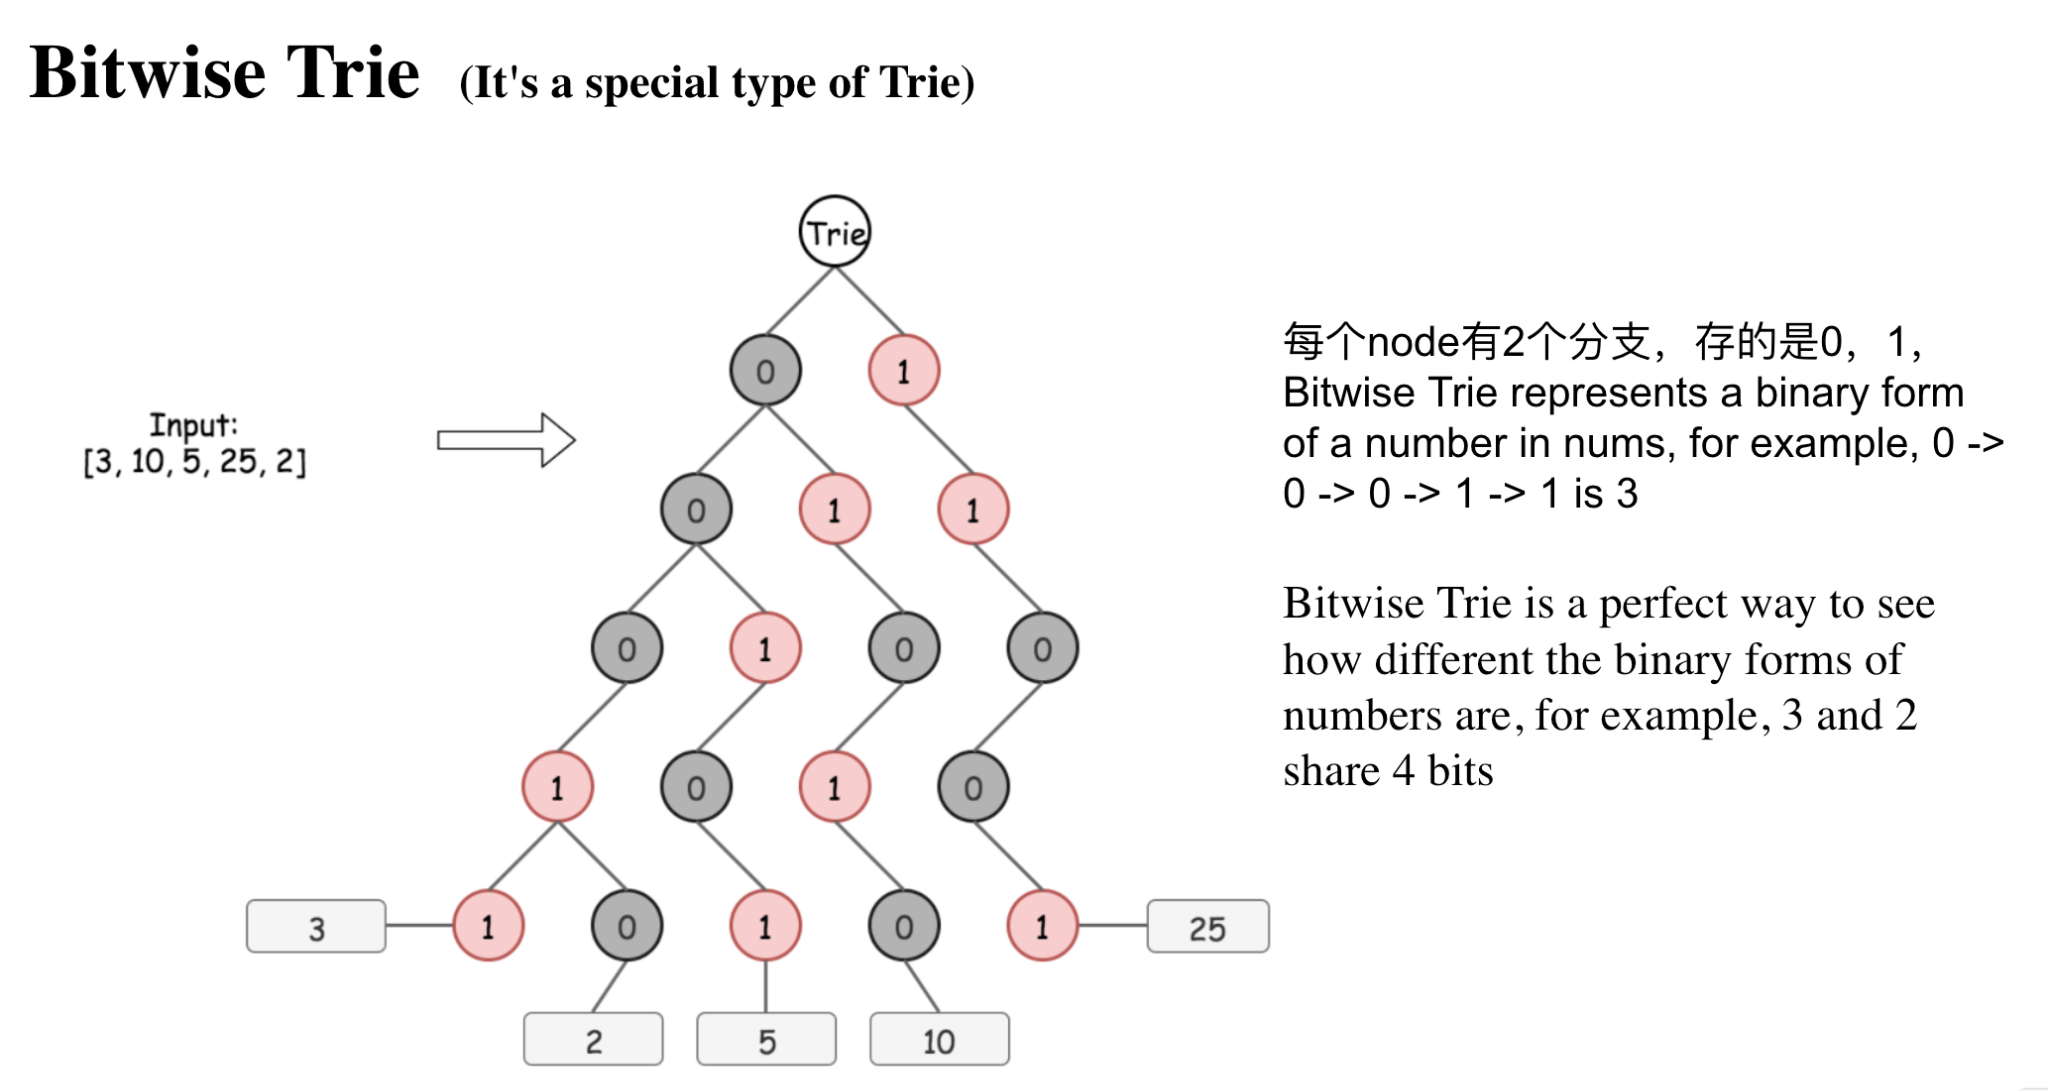 Bitwise Trie (It's a special type of Trie)
Trie
0 1
Input:
[3, 10, 5, 25, 2]
0 1 1
0 1 0 0
1 0 1 0
3 1 0 1 0 1 25
2 5 10
每个node有2个分支，存的是0，1,
Bitwise Trie represents a binary form
of a number in nums, for example, 0 ->
0 -> 0 -> 1 -> 1 is 3
Bitwise Trie is a perfect way to see
how different the binary forms of
numbers are, for example, 3 and 2
share 4 bits